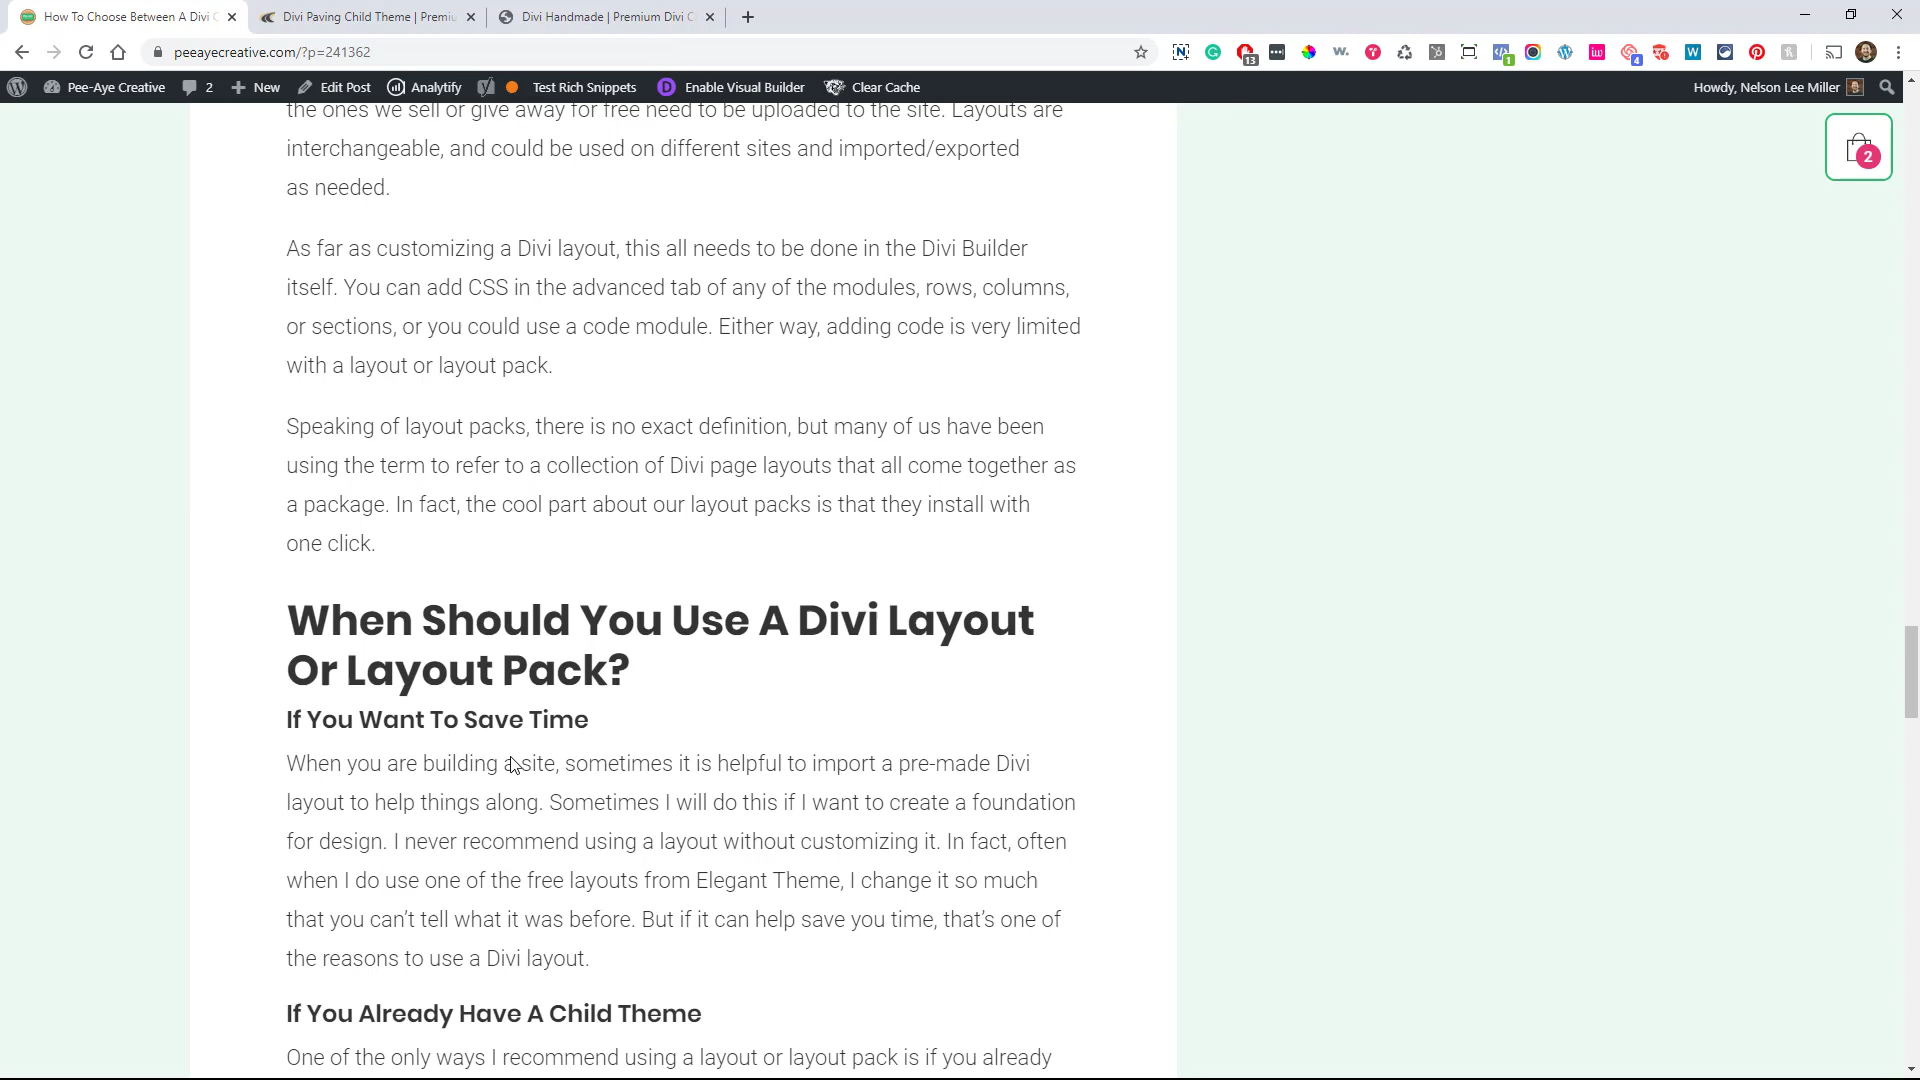 How To Choose Between A Divi C
Divi Paving Child Theme | Premiu
Divi Handmade | Premium Divi C
peeayecreative.com/?p=241362
13
1
4
Pee-Aye Creative
2
New
Edit Post
Analytify
Test Rich Snippets
D
Enable Visual Builder
Clear Cache
Howdy, Nelson Lee Miller
2
the ones we sell or give away for free need to be uploaded to the site. Layouts are
interchangeable, and could be used on different sites and imported/exported
as needed.
As far as customizing a Divi layout, this all needs to be done in the Divi Builder
itself. You can add CSS in the advanced tab of any of the modules, rows, columns,
or sections, or you could use a code module. Either way, adding code is very limited
with a layout or layout pack.
Speaking of layout packs, there is no exact definition, but many of us have been
using the term to refer to a collection of Divi page layouts that all come together as
a package. In fact, the cool part about our layout packs is that they install with
one click.
When Should You Use A Divi Layout
Or Layout Pack?
If You Want To Save Time
When you are building a site, sometimes it is helpful to import a pre-made Divi
layout to help things along. Sometimes I will do this if I want to create a foundation
for design. I never recommend using a layout without customizing it. In fact, often
when I do use one of the free layouts from Elegant Theme, I change it so much
that you can't tell what it was before. But if it can help save you time, that's one of
the reasons to use a Divi layout.
If You Already Have A Child Theme
One of the only ways I recommend using a layout or layout pack is if you already